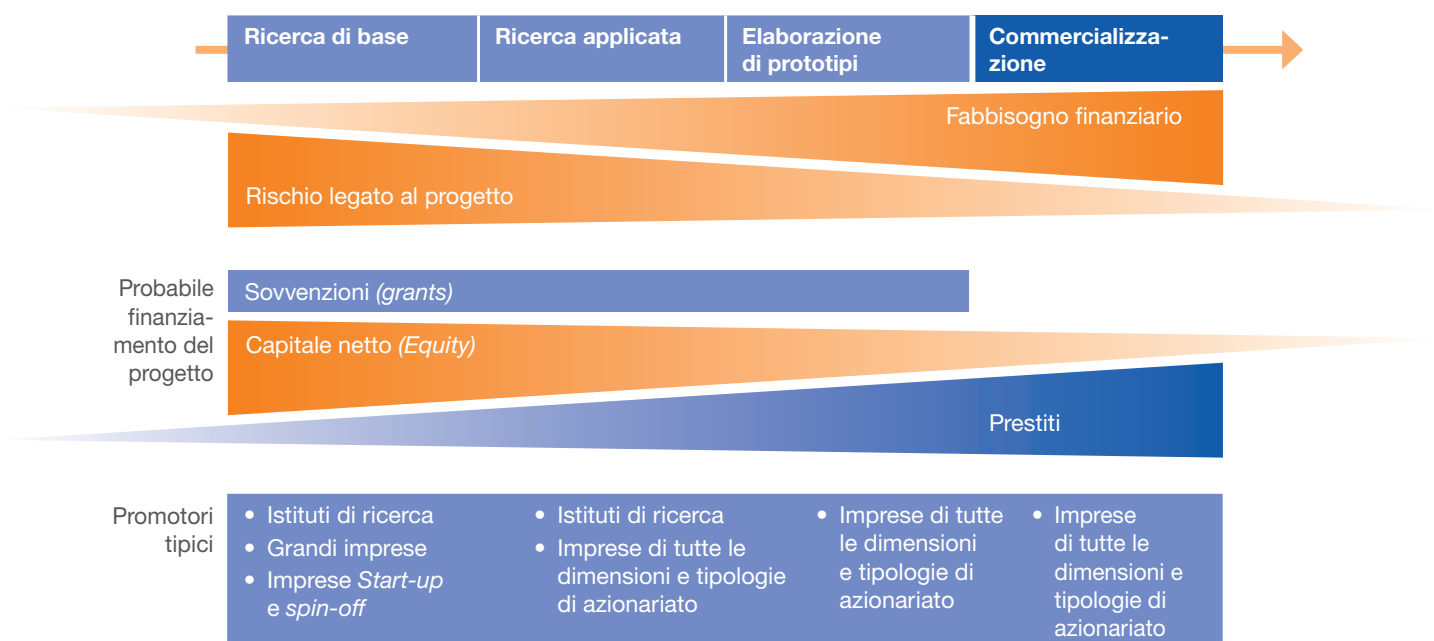 Ricerca di base
Ricerca applicata
Elaborazione
di prototipi
Commercializza-
zione
Fabbisogno finanziario
Rischio legato al progetto
Probabile
finanzia-
mento del
progetto
Sovvenzioni (grants)
Capitale netto (Equity)
Prestiti
Promotori
tipici
• Istituti di ricerca
• Grandi imprese
• Imprese Start-up
e spin-off
• Istituti di ricerca
• Imprese di tutte le
dimensioni e tipologie
di azionariato
• Imprese di tutte
le dimensioni
e tipologie di
azionariato
• Imprese
di tutte le
dimensioni e
tipologie di
azionariato